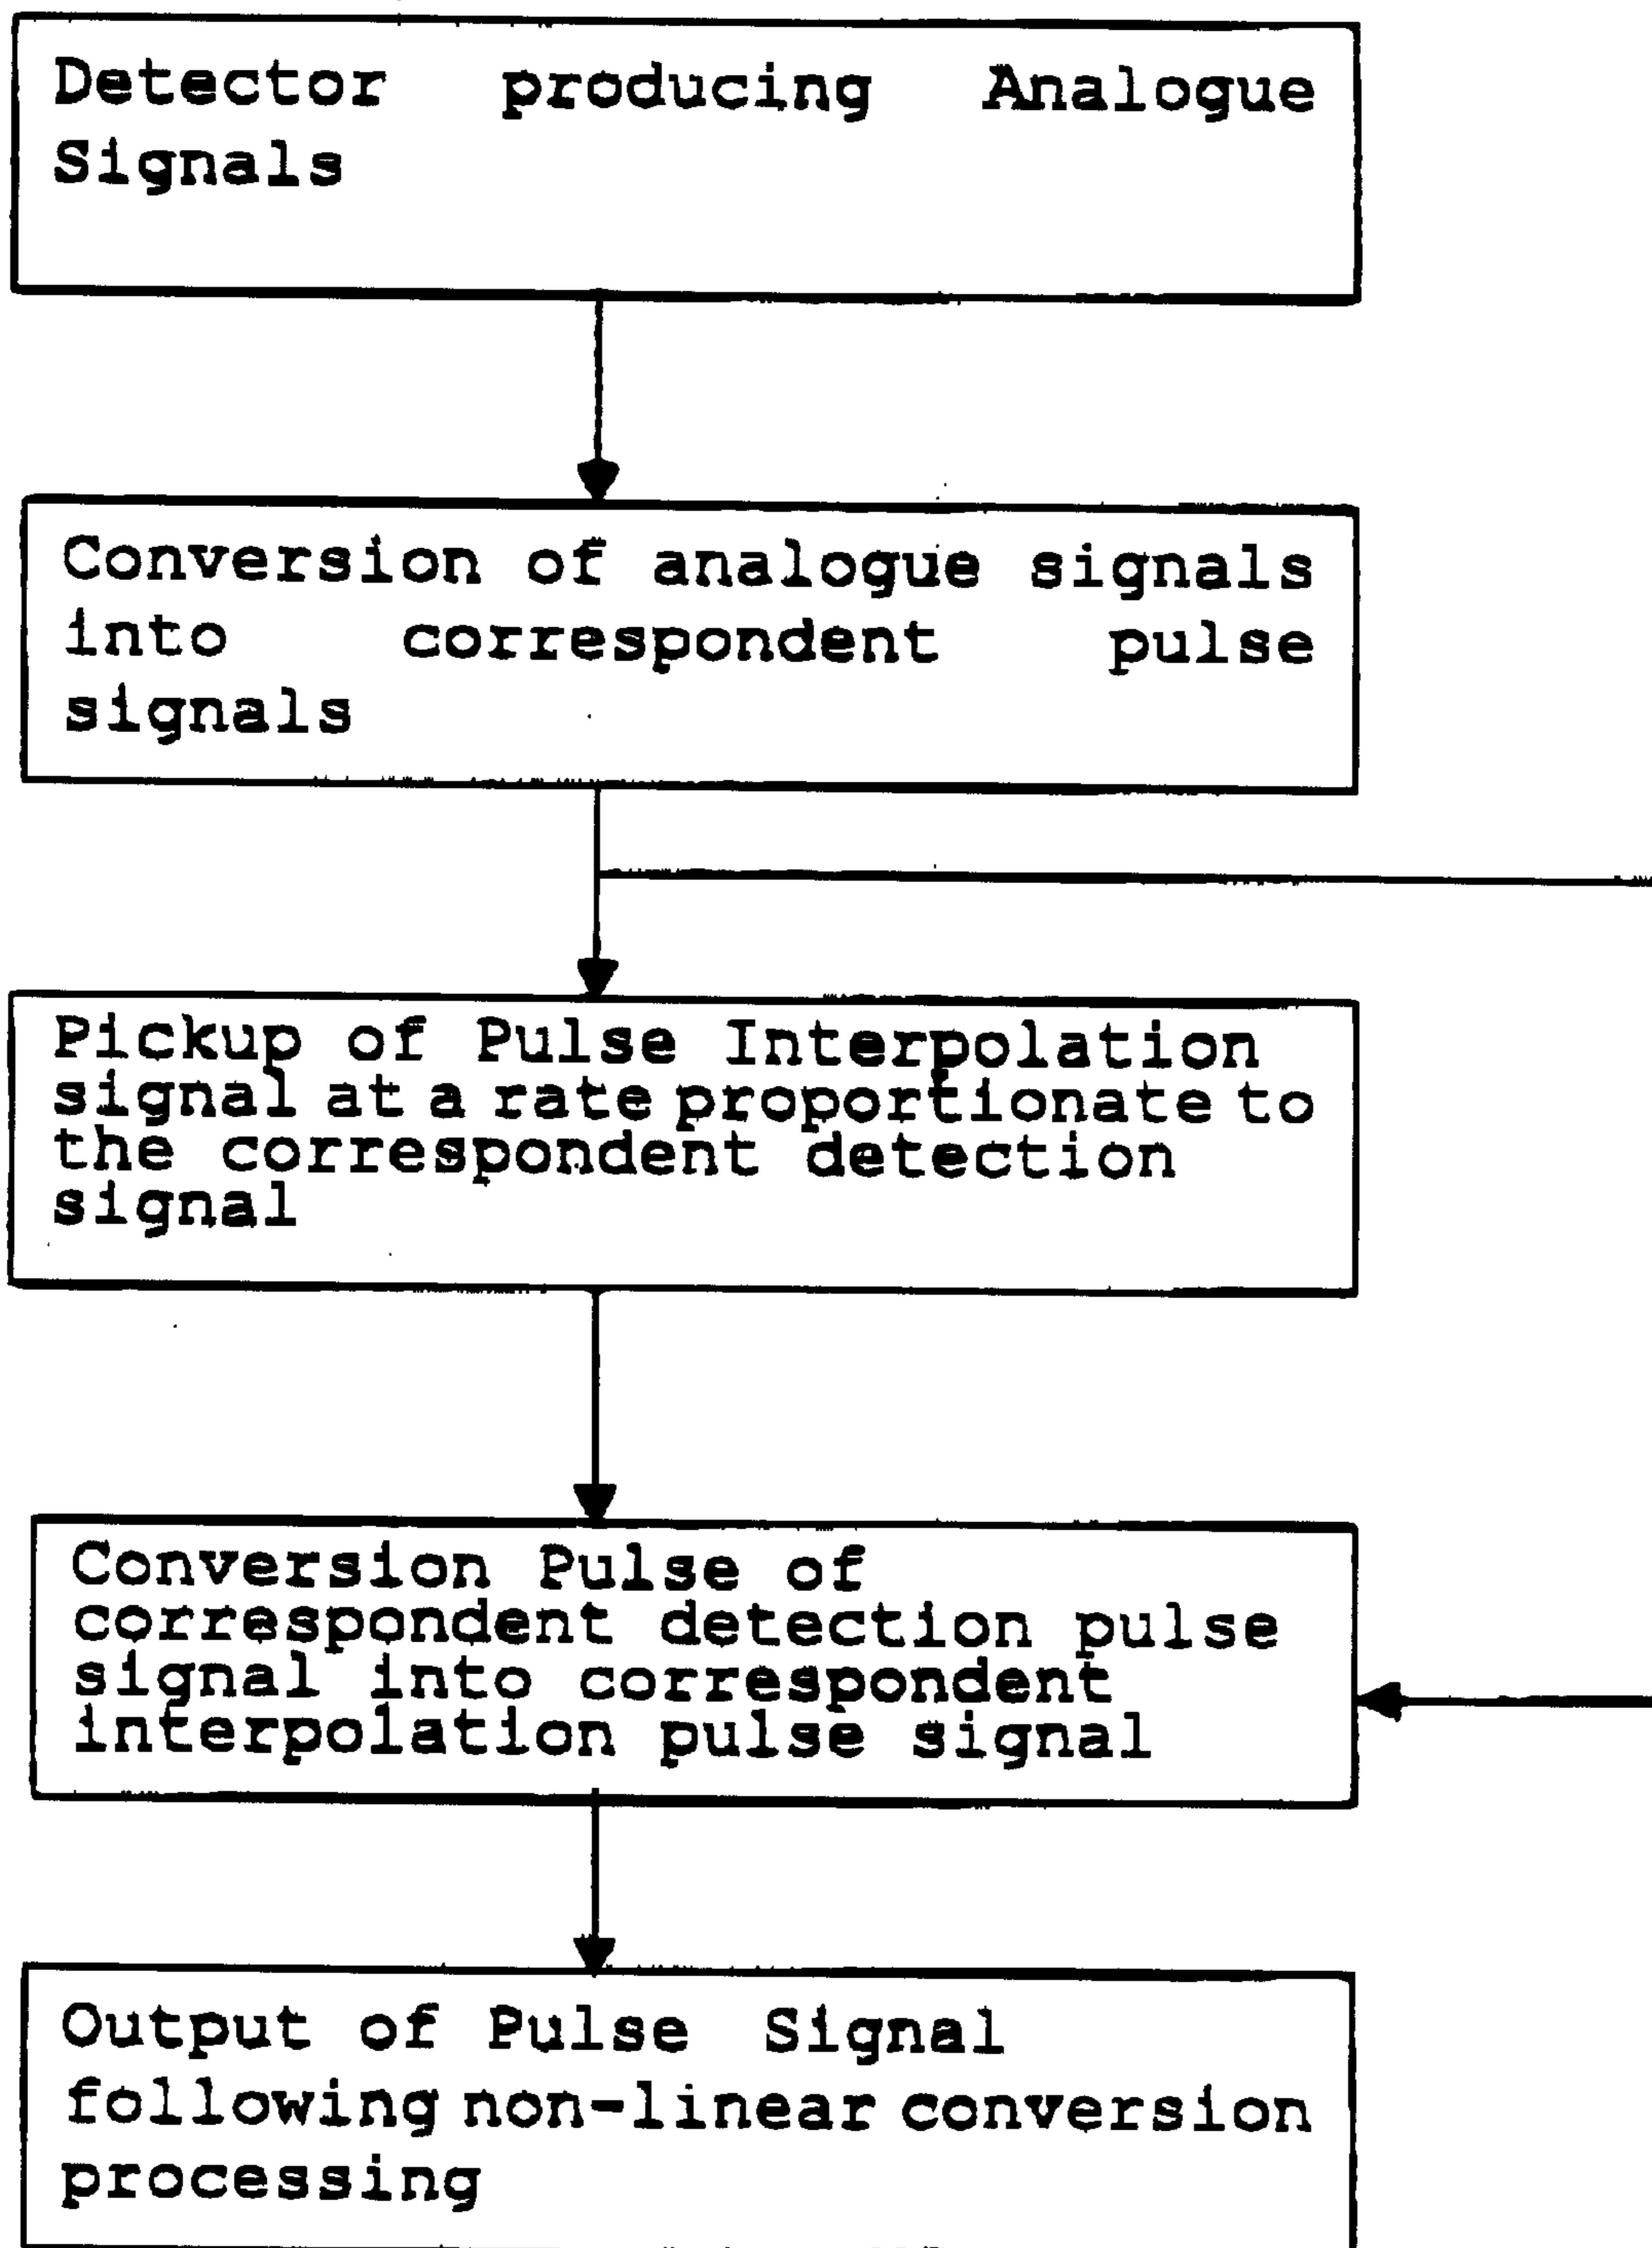 Detector producing Analogue
Signals
Conversion of analogue signals
into correspondent pulse
signals
Pickup of Pulse Interpolation
signal at a rate proportionate to
the correspondent detection
signal
Conversion Pulse of
correspondent detection pulse
signal into correspondent
interpolation pulse signal
Output of Pulse Signal
following non-linear conversion
processing